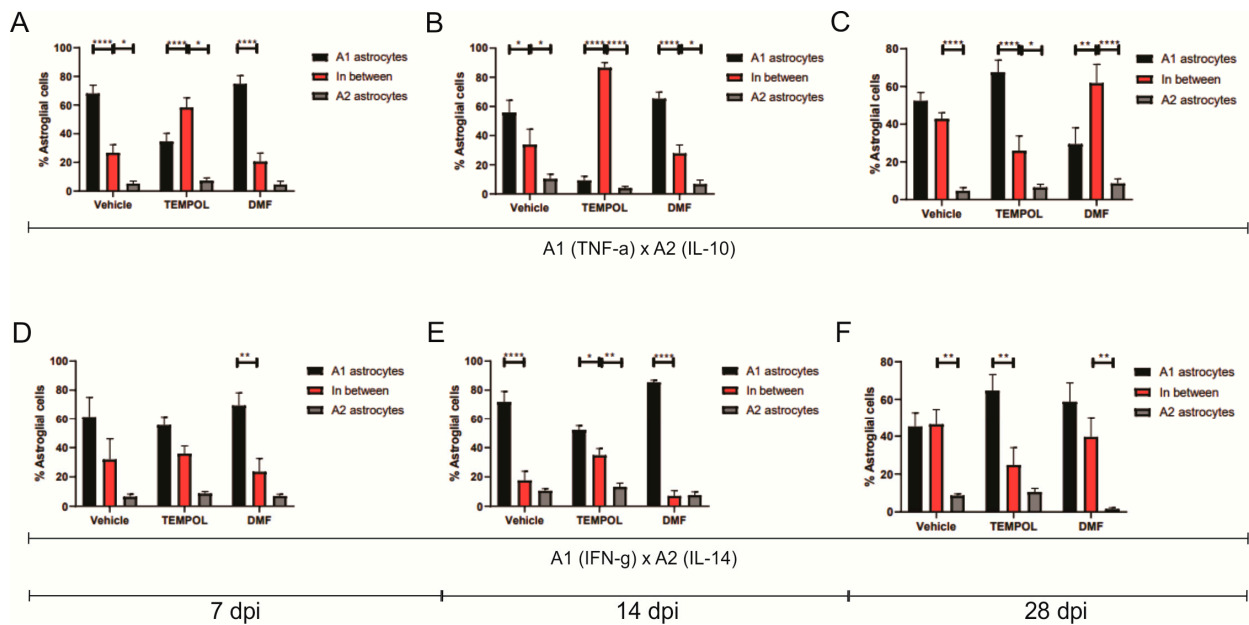 A
B
C
**** * **** * ****
* * **** **** **** *
**** **** * ** ****
% Astroglial cells
100
80
60
40
20
0
Vehicle TEMPOL DMF
A1 astrocytes
In between
A2 astrocytes
% Astroglial cells
100
80
60
40
20
0
Vehicle TEMPOL DMF
A1 astrocytes
In between
A2 astrocytes
% Astroglial cells
80
60
40
20
0
Vehicle TEMPOL DMF
A1 astrocytes
In between
A2 astrocytes
A1 (TNF-a) x A2 (IL-10)
D
E
F
**
**** * ** ****
** ** **
% Astroglial cells
100
80
60
40
20
0
Vehicle TEMPOL DMF
A1 astrocytes
In between
A2 astrocytes
% Astroglial cells
100
80
60
40
20
0
Vehicle TEMPOL DMF
A1 astrocytes
In between
A2 astrocytes
% Astroglial cells
80
60
40
20
0
Vehicle TEMPOL DMF
A1 astrocytes
In between
A2 astrocytes
A1 (IFN-g) x A2 (IL-14)
7 dpi
14 dpi
28 dpi